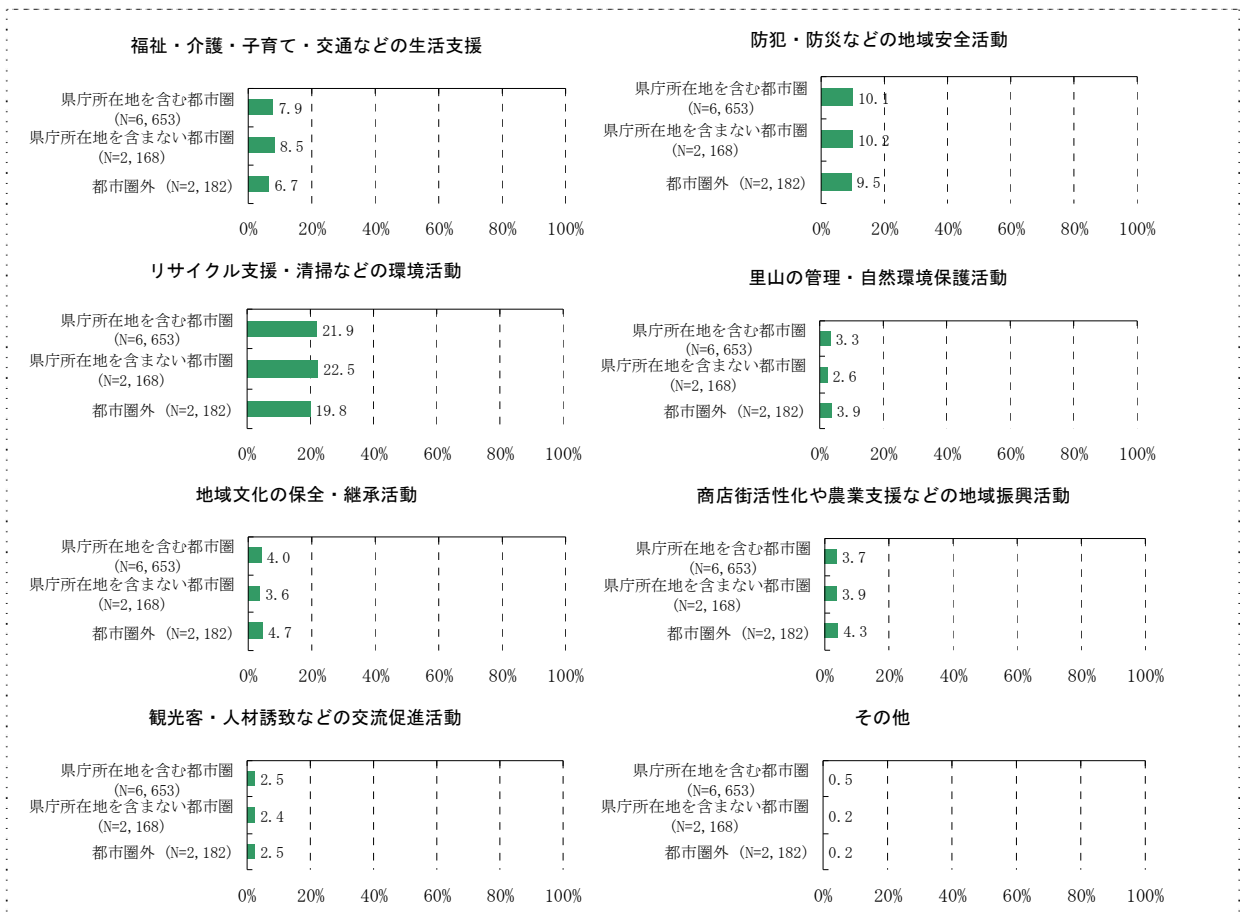 福祉・介護・子育て・交通などの生活支援
県庁所在地を含む都市圏
(N=6,653)
7.9
県庁所在地を含まない都市圏
(N=2,168)
8.5
都市圏外 (N=2,182)
6.7
0% 20% 40% 60% 80% 100%
防犯・防災などの地域安全活動
県庁所在地を含む都市圏
(N=6,653)
10.1
県庁所在地を含まない都市圏
(N=2,168)
10.2
都市圏外 (N=2,182)
9.5
0% 20% 40% 60% 80% 100%
リサイクル支援・清掃などの環境活動
県庁所在地を含む都市圏
(N=6,653)
21.9
県庁所在地を含まない都市圏
(N=2,168)
22.5
都市圏外 (N=2,182)
19.8
0% 20% 40% 60% 80% 100%
里山の管理・自然環境保護活動
県庁所在地を含む都市圏
(N=6,653)
3.3
県庁所在地を含まない都市圏
(N=2,168)
2.6
都市圏外 (N=2,182)
3.9
0% 20% 40% 60% 80% 100%
地域文化の保全・継承活動
県庁所在地を含む都市圏
(N=6,653)
4.0
県庁所在地を含まない都市圏
(N=2,168)
3.6
都市圏外 (N=2,182)
4.7
0% 20% 40% 60% 80% 100%
商店街活性化や農業支援などの地域振興活動
県庁所在地を含む都市圏
(N=6,653)
3.7
県庁所在地を含まない都市圏
(N=2,168)
3.9
都市圏外 (N=2,182)
4.3
0% 20% 40% 60% 80% 100%
観光客・人材誘致などの交流促進活動
県庁所在地を含む都市圏
(N=6,653)
2.5
県庁所在地を含まない都市圏
(N=2,168)
2.4
都市圏外 (N=2,182)
2.5
0% 20% 40% 60% 80% 100%
その他
県庁所在地を含む都市圏
(N=6,653)
0.5
県庁所在地を含まない都市圏
(N=2,168)
0.2
都市圏外 (N=2,182)
0.2
0% 20% 40% 60% 80% 100%